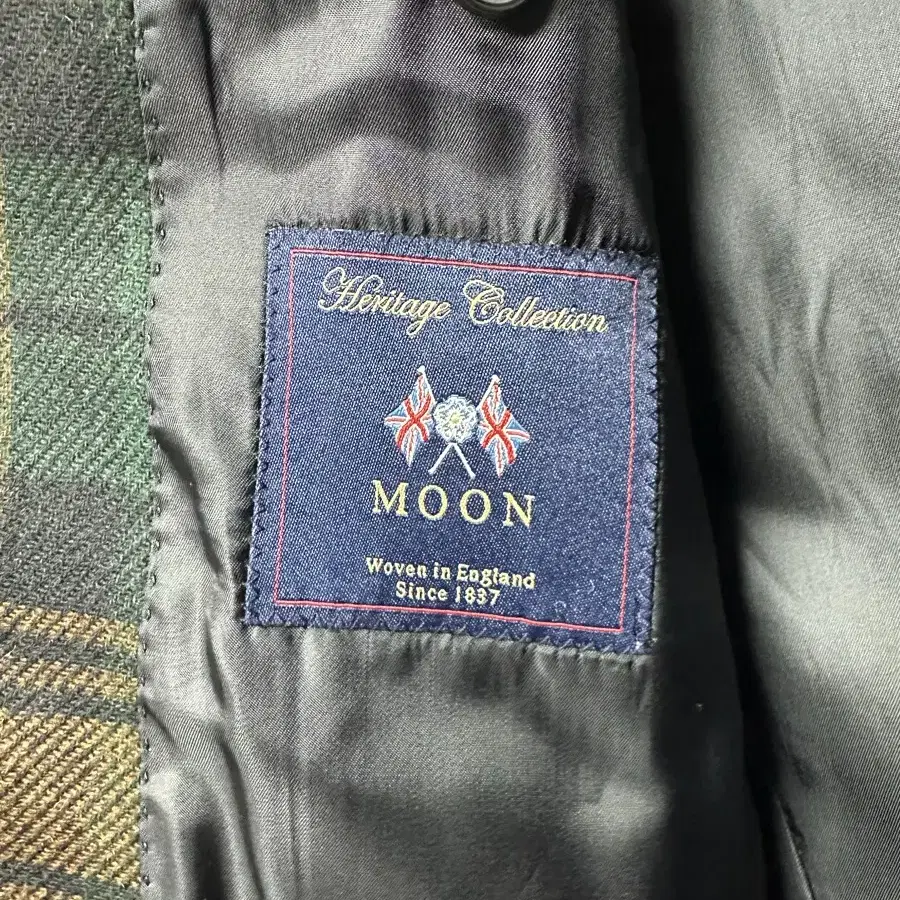 Heritage Collection
MOON
Woven in England
Since 1837